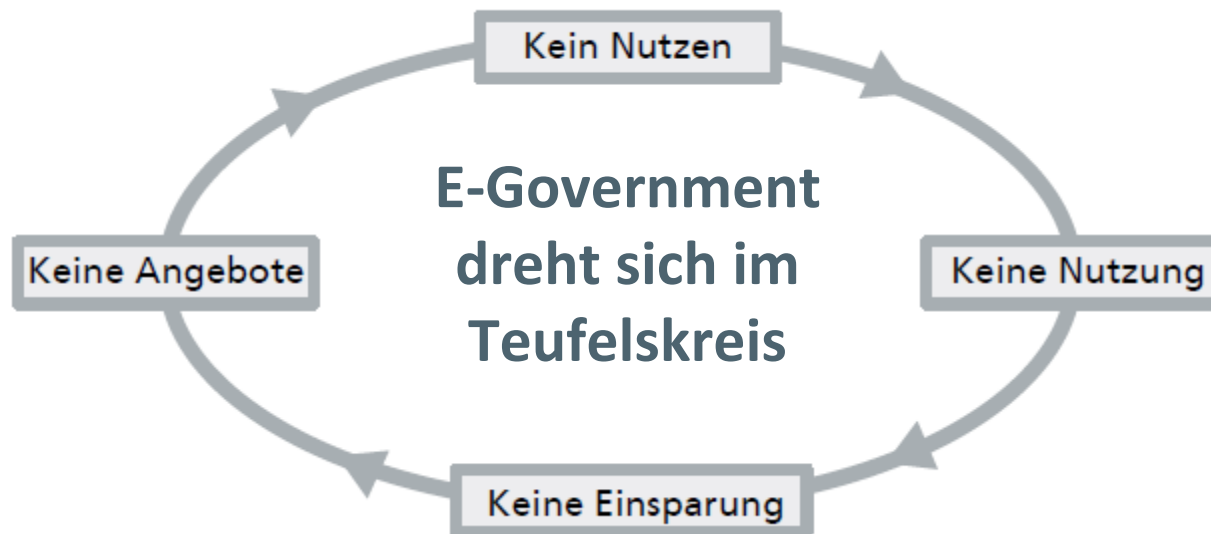 Kein Nutzen
E-Government
dreht sich im
Teufelskreis
Keine Angebote
Keine Nutzung
Keine Einsparung